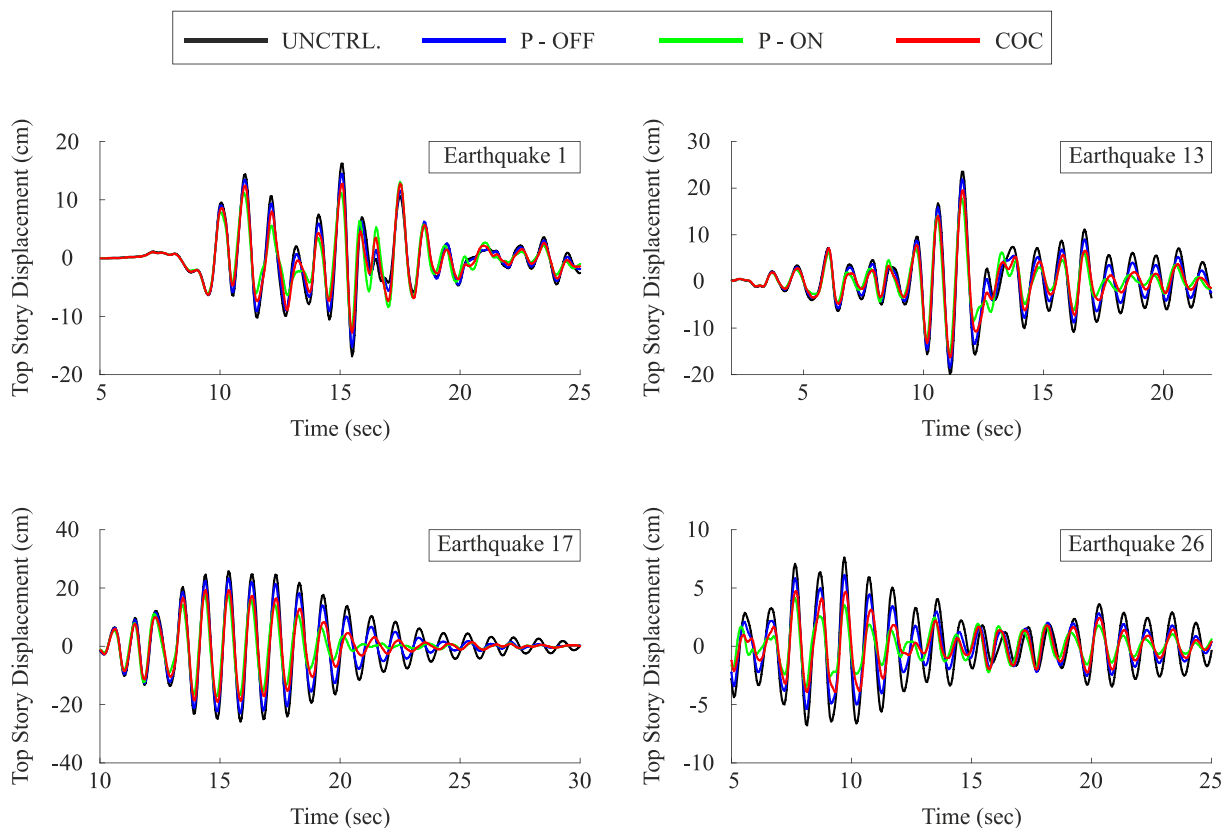 UNCTRL. P - OFF P - ON COC
Top Story Displacement (cm)
20
10
0
-10
-20
Earthquake 1
5 10 15 20 25
Time (sec)
Top Story Displacement (cm)
30
20
10
0
-10
-20
Earthquake 13
5 10 15 20
Time (sec)
Top Story Displacement (cm)
40
20
0
-20
-40
Earthquake 17
10 15 20 25 30
Time (sec)
Top Story Displacement (cm)
10
5
0
-5
-10
Earthquake 26
5 10 15 20 25
Time (sec)